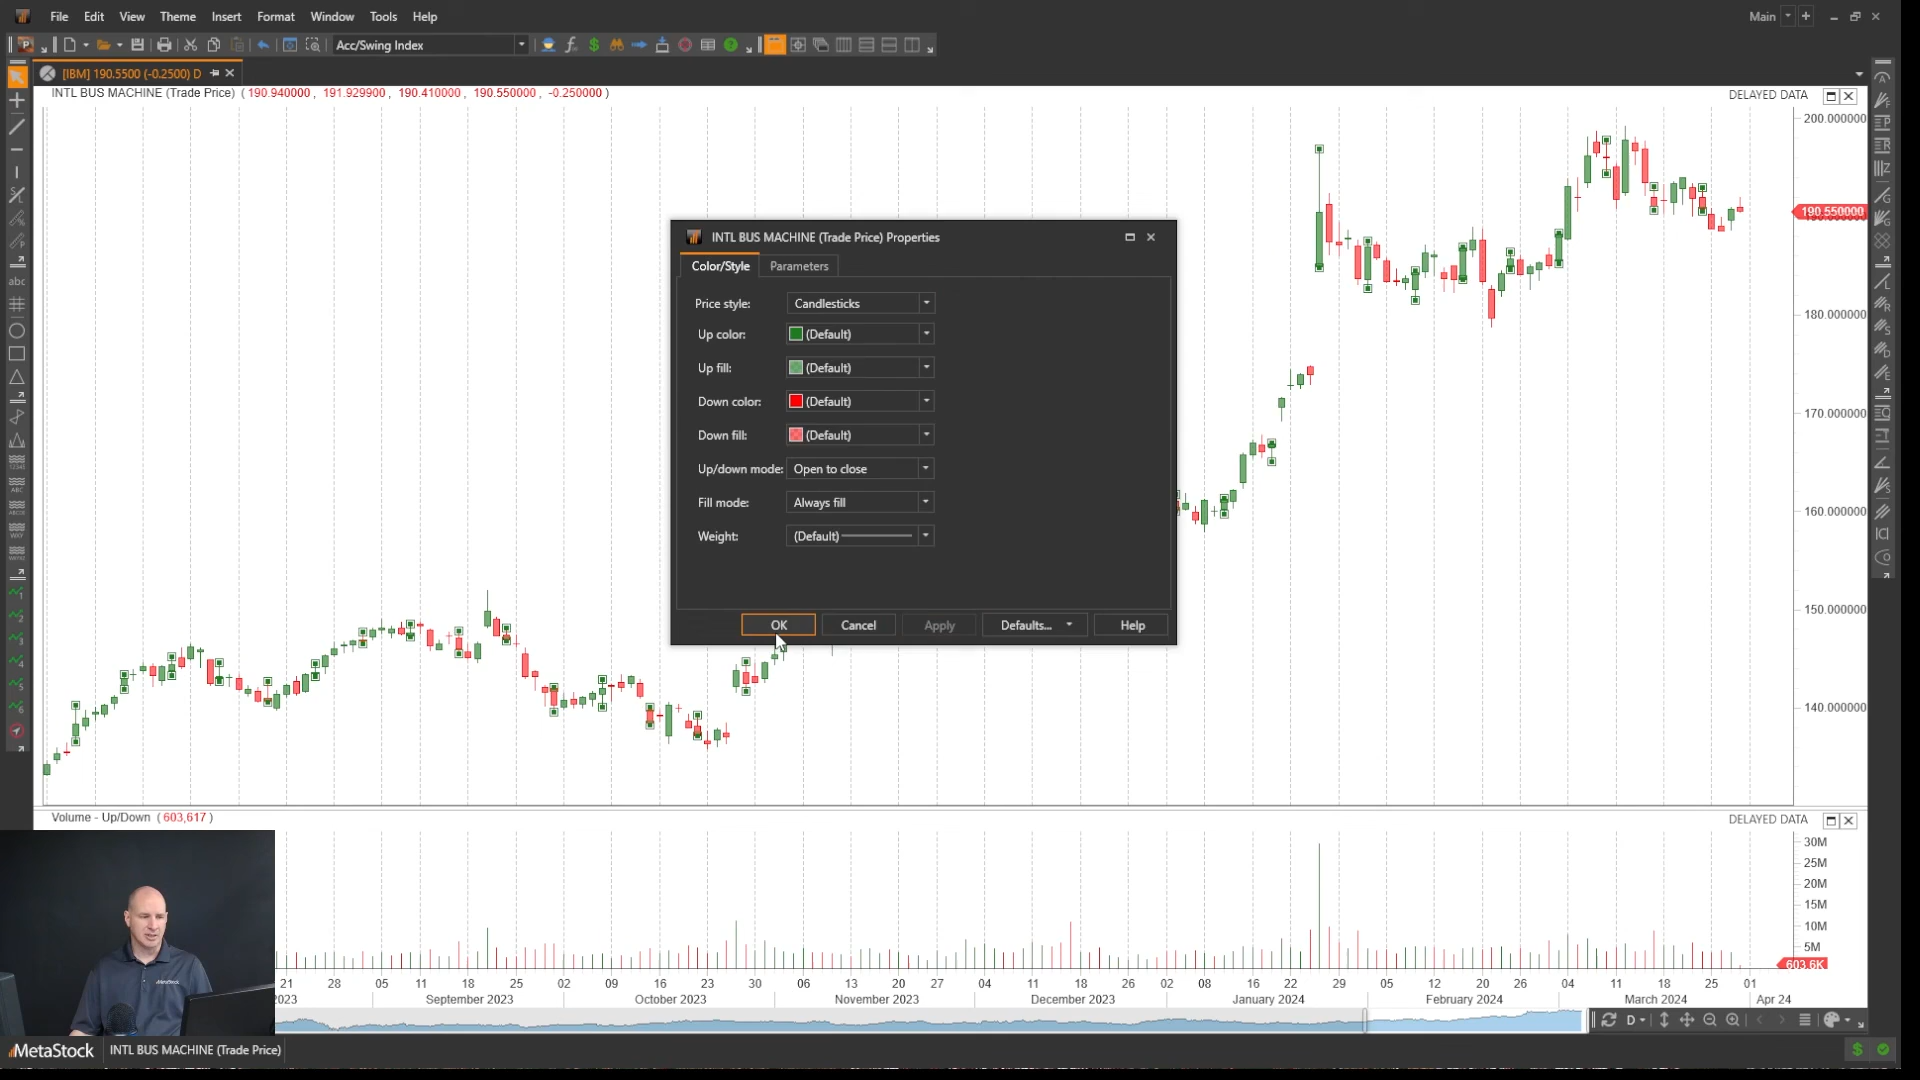 File Edit View Theme Insert Format Window Tools Help Main
P Acc/Swing Index
[IBM] 190.5500 (-0.2500) D
INTL BUS MACHINE (Trade Price) ( 190.940000 , 191.929900 , 190.410000 , 190.550000 , -0.250000 ) DELAYED DATA
200.000000
190.550000
180.000000
170.000000
160.000000
150.000000
140.000000
abc
INTL BUS MACHINE (Trade Price) Properties
Color/Style Parameters
Price style: Candlesticks
Up color: (Default)
Up fill: (Default)
Down color: (Default)
Down fill: (Default)
Up/down mode: Open to close
Fill mode: Always fill
Weight: (Default)
OK Cancel Apply Defaults... Help
Volume - Up/Down ( 603,617 ) DELAYED DATA
30M
25M
20M
15M
10M
5M
603.6K
21 28 05 11 18 25 02 09 16 23 30 06 13 20 27 04 11 18 26 02 08 16 22 29 05 12 20 26 04 11 18 25 01
2023 September 2023 October 2023 November 2023 December 2023 January 2024 February 2024 March 2024 Apr 24
D
MetaStock
MetaStock INTL BUS MACHINE (Trade Price)